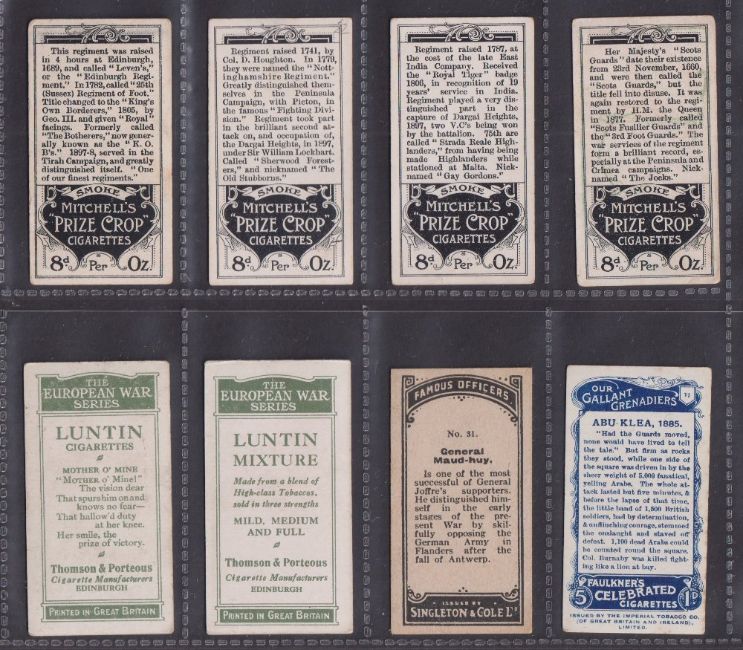 This regiment was raised
in 4 hours at Edinburgh,
1689, and called "Leven's,"
or the "Edinburgh Regi-
ment." In 1782, called "25th
(Sussex) Regiment of Foot."
Title changed to the "King's
Own Borderers," 1805, by
Geo. III. and given "Royal"
facings. Formerly called
"The Botherers," now gener-
ally known as the "K. O.
B's." 1897-8, served in the
Tirah Campaign, and greatly
distinguished itself. "One
of our finest regiments."
SMOKE
MITCHELL'S
"PRIZE CROP"
CIGARETTES
8d Per Oz.
Regiment raised 1741, by
Col. D. Houghton. In 1779,
they were named the "Nott-
inghamshire Regiment."
Greatly distinguished them-
selves in the Peninsula
Campaign, with Picton, in
the famous "Fighting Divi-
sion." Regiment took part
in the brilliant second at-
tack on, and occupation of,
the Dargai Heights, in 1897,
under Sir William Lockhart.
Called "Sherwood Forest-
ers," and nicknamed "The
Old Stubborns."
SMOKE
MITCHELL'S
"PRIZE CROP"
CIGARETTES
8d Per Oz.
Regiment raised 1787, at
the cost of the late East
India Company. Received
the "Royal Tiger" badge
1806, in recognition of 19
years' service in India.
Regiment played a very dis-
tinguished part in the
capture of Dargai Heights,
1897, two V.C's being won
by the battalion. 75th are
called "Strada Reale High-
landers," from having been
made Highlanders while
stationed at Malta. Nick-
named "Gay Gordons."
SMOKE
MITCHELL'S
"PRIZE CROP"
CIGARETTES
8d Per Oz.
Her Majesty's "Scots
Guards" date their existence
from 23rd November, 1660,
and were then called the
"Scots Guards," but the
title fell into disuse. It was
again restored to the regi-
ment by H.M. the Queen
in 1877. Formerly called
"Scots Fusilier Guards" and
the "3rd Foot Guards." The
war services of the regiment
form a brilliant record, es-
pecially at the Peninsula and
Crimea campaigns. Nick-
named "The Jocks."
SMOKE
MITCHELL'S
"PRIZE CROP"
CIGARETTES
8d Per Oz.
THE
EUROPEAN WAR
SERIES
LUNTIN
CIGARETTES
MOTHER O' MINE
"MOTHER O' Mine!"
The vision dear
That spurs him on and
knows no fear—
That hallow'd duty
at her knee.
Her smile, the
prize of victory.
Thomson & Porteous
Cigarette Manufacturers
EDINBURGH
PRINTED IN GREAT BRITAIN
THE
EUROPEAN WAR
SERIES
LUNTIN
MIXTURE
Made from a blend of
High-class Tobaccos,
sold in three strengths
MILD, MEDIUM
AND FULL
Thomson & Porteous
Cigarette Manufacturers
EDINBURGH
PRINTED IN GREAT BRITAIN
FAMOUS OFFICERS
No. 31.
General
Maud-huy.
Is one of the most
successful of General
Joffre's supporters.
He distinguished him-
self in the early
stages of the pre-
sent War by skil-
fully opposing the
German Army in
Flanders after the
fall of Antwerp.
ISSUED BY
SINGLETON & COLE Ld
OUR
GALLANT
GRENADIERS
ABU KLEA, 1885.
"Had the Guards moved,
none would have lived to tell
the tale." But firm as rocks
they stood, while one side of
the square was driven in by the
sheer weight of 5,000 fanatical,
yelling Arabs. The whole at-
tack lasted but five minutes, &
before the lapse of that time,
the little band of 1,500 British
soldiers, had by determination,
& unflinching courage, stemmed
the onslaught and staved off
defeat. 1,100 dead Arabs could
be counted round the square,
Col. Burnaby was killed fight-
ing like a lion at bay.
FAULKNER'S
5 CELEBRATED 1D
CIGARETTES
ISSUED BY THE IMPERIAL TOBACCO CO.
(OF GREAT BRITAIN AND IRELAND),
LIMITED.